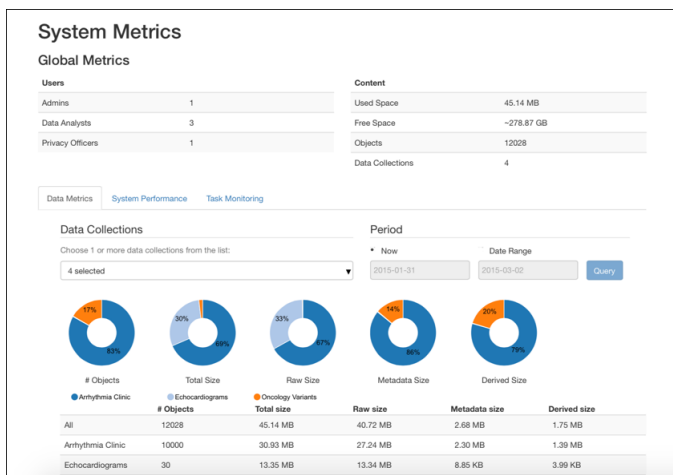 System Metrics
Global Metrics
Users
Admins 1
Data Analysts 3
Privacy Officers 1
Content
Used Space 45.14 MB
Free Space ~278.87 GB
Objects 12028
Data Collections 4
Data Metrics System Performance Task Monitoring
Data Collections
Choose 1 or more data collections from the list:
4 selected
Period
Now Date Range
2015-01-31 2015-03-02 Query
17% 83%
30% 69%
33% 67%
14% 86%
20% 79%
# Objects Total Size Raw Size Metadata Size Derived Size
Arrhythmia Clinic Echocardiograms Oncology Variants
# Objects Total size Raw size Metadata size Derived size
All 12028 45.14 MB 40.72 MB 2.68 MB 1.75 MB
Arrhythmia Clinic 10000 30.93 MB 27.24 MB 2.30 MB 1.39 MB
Echocardiograms 30 13.35 MB 13.34 MB 8.85 KB 3.99 KB